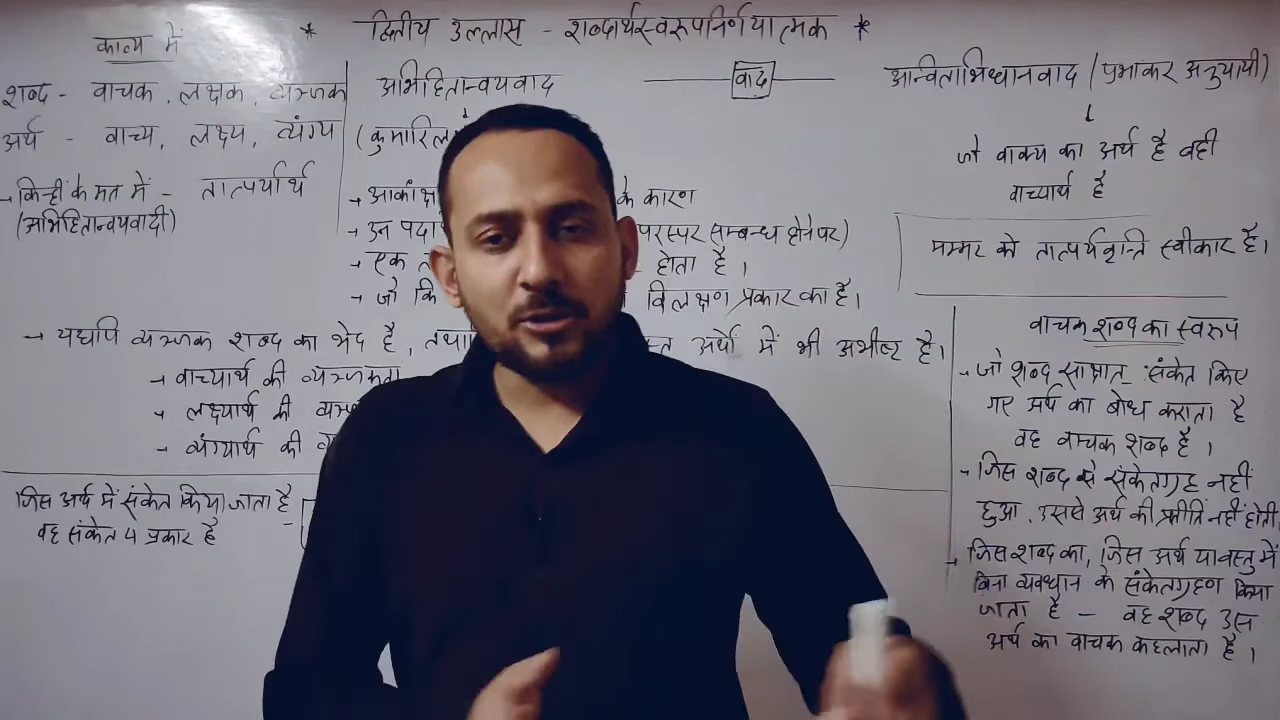 * द्वितीय उल्लास - शब्दार्थस्वरूपनिर्णयात्मक *
काव्य में
शब्द - वाचक, लक्षक, व्यञ्जक
अर्थ - वाच्य, लक्ष्य, व्यंग्य
→ किन्हीं के मत में - तात्पर्यार्थ
(अभिहितान्वयवादी)
अभिहितान्वयवाद
वाद
(कुमारिल
→ आकांक्षा के कारण
→ उन पदा परस्पर सम्बन्ध होने पर)
→ एक होता है।
→ जो कि विलक्षण प्रकार का है।
अन्विताभिधानवाद (प्रभाकर अनुयायी)
↓
जो वाक्य का अर्थ है वही
वाच्यार्थ है
मम्मट को तात्पर्यवृत्ति स्वीकार है।
→ यद्यपि व्यञ्जक शब्द का भेद है, तथापि स्त अर्थों में भी अभीष्ट है।
→ वाच्यार्थ की व्यञ्जकता
→ लक्ष्यार्थ की
→ व्यंग्यार्थ की
जिस अर्थ में संकेत किया जाता है -
वह संकेत 4 प्रकार है
वाचक शब्द का स्वरूप
→ जो शब्द साक्षात् संकेत किए
गए अर्थ का बोध कराता है
वह वाचक शब्द है।
→ जिस शब्द से संकेतग्रह नहीं
हुआ, उससे अर्थ की प्रतीति नहीं होती
→ जिस शब्द का, जिस अर्थ या वस्तु में
बिना व्यवधान के संकेतग्रहण किया
जाता है - वह शब्द उस
अर्थ का वाचक कहलाता है।